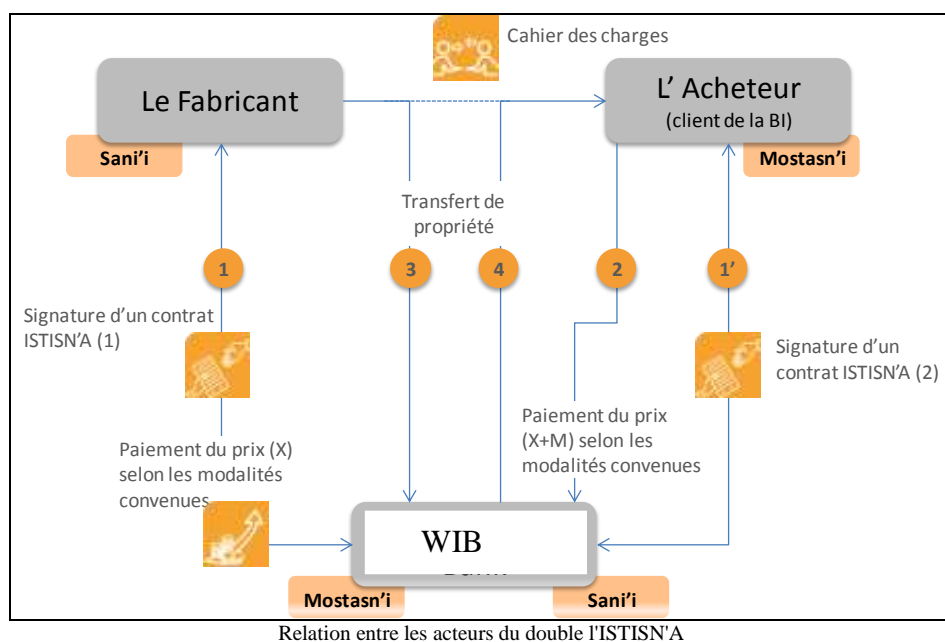 Cahier des charges
Le Fabricant
L' Acheteur
(client de la BI)
Sani'i
Mostasn'i
Transfert de
propriété
1
3
4
2
1'
Signature d'un contrat
ISTISN'A (1)
Signature d'un
contrat ISTISN'A (2)
Paiement du prix (X)
selon les modalités
convenues
Paiement du prix
(X+M) selon les
modalités convenues
WIB
Mostasn'i
Sani'i
Relation entre les acteurs du double l'ISTISN'A